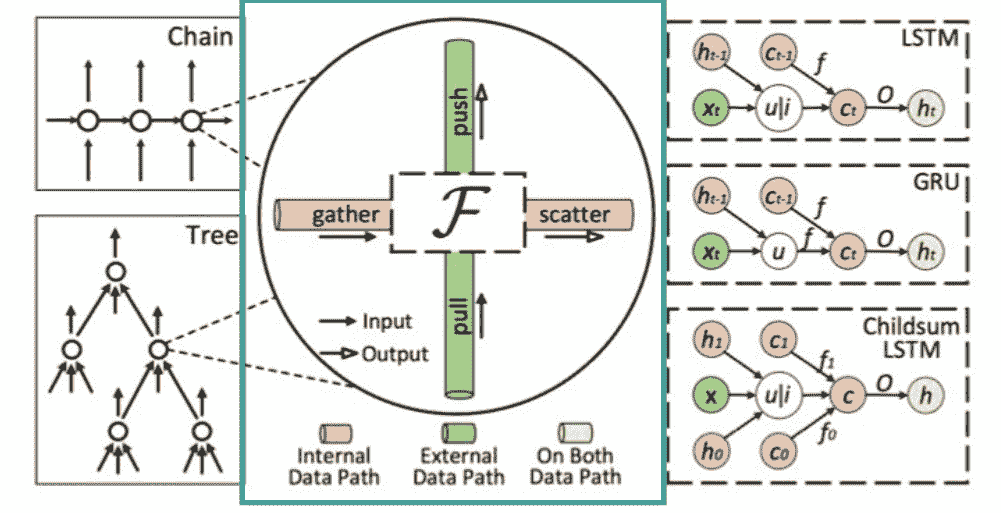 Chain
Tree
push
gather
F
scatter
pull
Input
Output
Internal
Data Path
External
Data Path
On Both
Data Path
LSTM
hₜ₋₁
cₜ₋₁
f
xₜ
u|i
cₜ
O
hₜ
GRU
hₜ₋₁
cₜ₋₁
f
xₜ
u
f
cₜ
O
hₜ
Childsum
LSTM
h₁
c₁
f₁
x
u|i
c
O
h
h₀
c₀
f₀